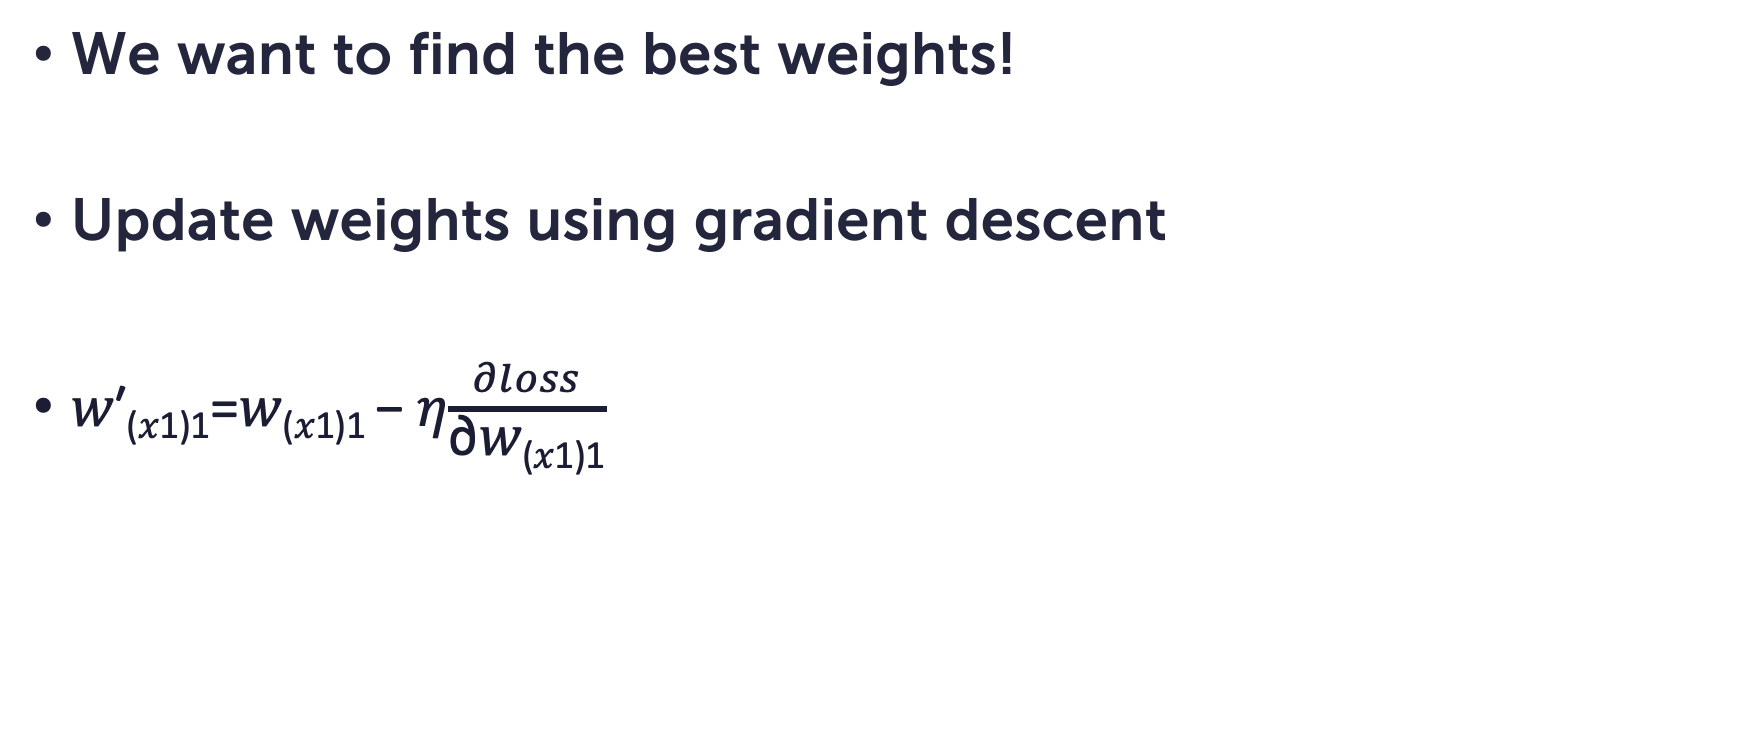 • We want to find the best weights!
• Update weights using gradient descent
• w′(x1)1=w(x1)1 − η ∂loss/∂w(x1)1